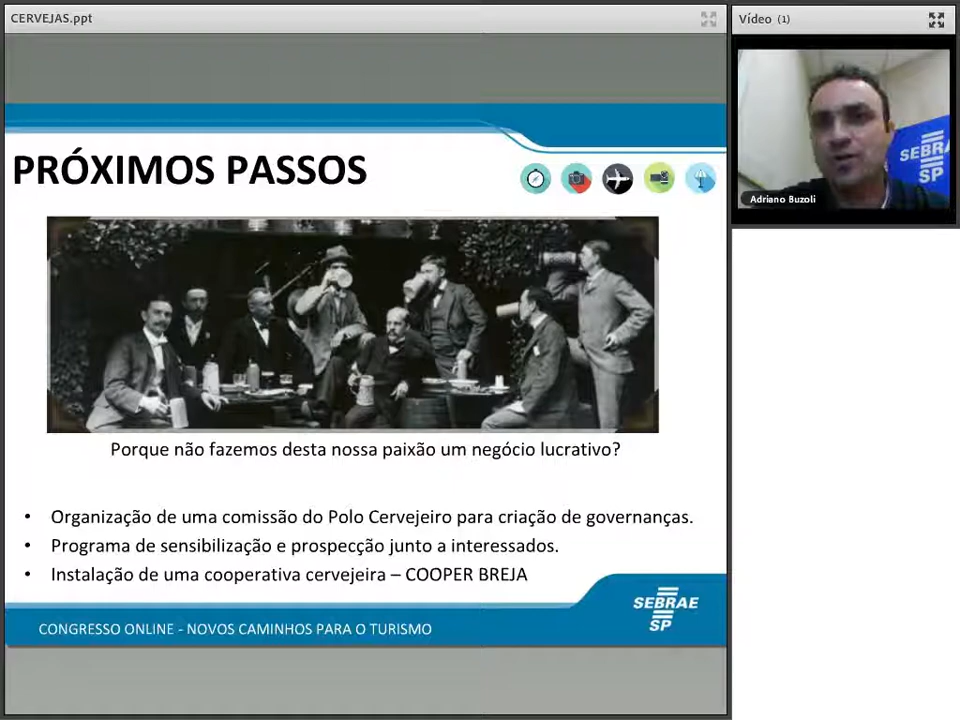 CERVEJAS.ppt
Vídeo (1)
SEBRA
SP
Adriano Buzoli
PRÓXIMOS PASSOS
Porque não fazemos desta nossa paixão um negócio lucrativo?
• Organização de uma comissão do Polo Cervejeiro para criação de governanças.
• Programa de sensibilização e prospecção junto a interessados.
• Instalação de uma cooperativa cervejeira – COOPER BREJA
SEBRAE
SP
CONGRESSO ONLINE - NOVOS CAMINHOS PARA O TURISMO